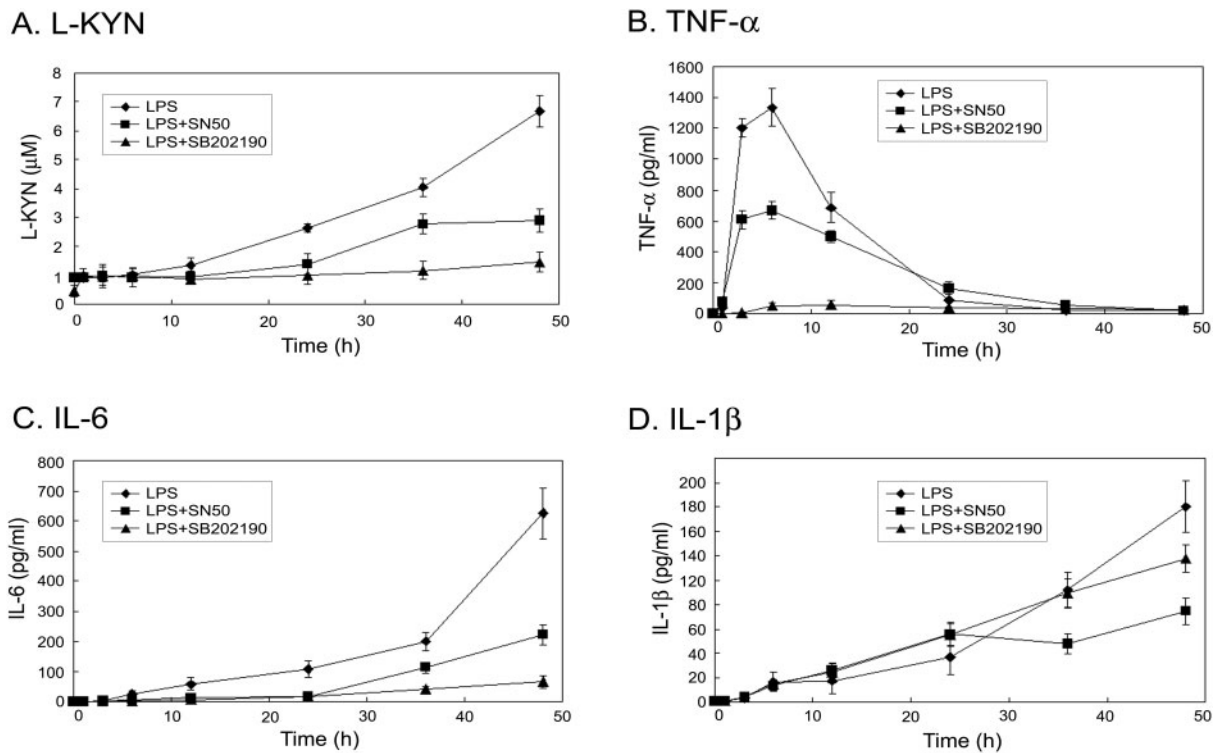 A. L-KYN
8
7
6
5
4
3
2
1
0
L-KYN (μM)
LPS
LPS+SN50
LPS+SB202190
0
10
20
30
40
50
Time (h)
B. TNF-α
1600
1400
1200
1000
800
600
400
200
0
TNF-α (pg/ml)
LPS
LPS+SN50
LPS+SB202190
0
10
20
30
40
50
Time (h)
C. IL-6
800
700
600
500
400
300
200
100
0
IL-6 (pg/ml)
LPS
LPS+SN50
LPS+SB202190
0
10
20
30
40
50
Time (h)
D. IL-1β
200
180
160
140
120
80
60
40
20
0
IL-1β (pg/ml)
LPS
LPS+SN50
LPS+SB202190
0
10
20
30
40
50
Time (h)